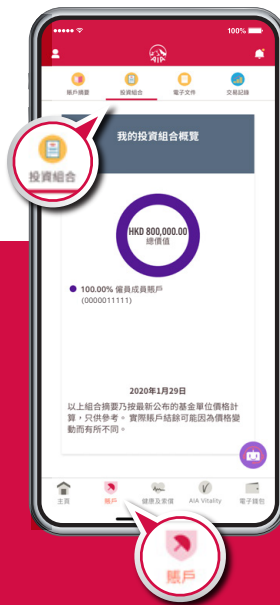 100%
AIA
賬戶摘要 投資組合 電子文件 交易記錄
投資組合
我的投資組合概覽
HKD 800,000.00
總價值
100.00% 僱員成員賬戶
(0000011111)
2020年1月29日
以上組合摘要乃按最新公布的基金單位價格計
算，只供參考。實際賬戶結餘可能因為價格變
動而有所不同。
主頁 賬戶 健康及索償 AIA Vitality 電子錢包
賬戶